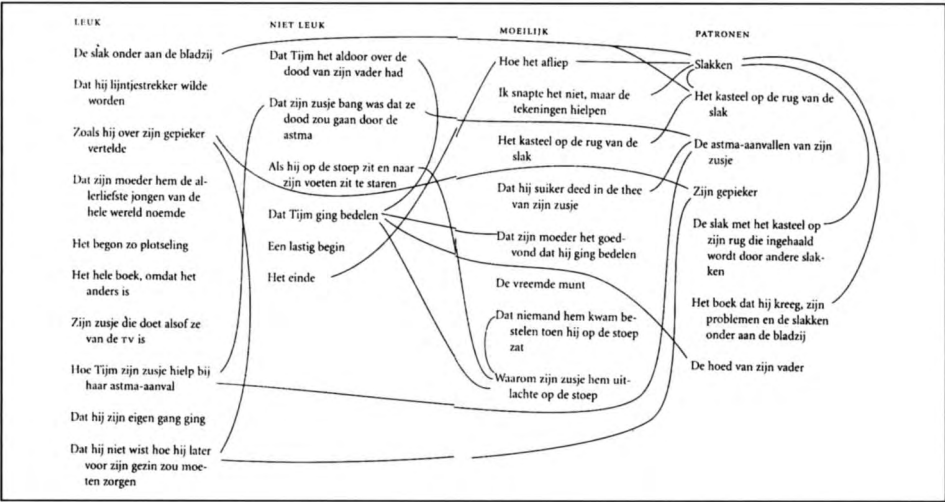 LEUK
De slak onder aan de bladzij
Dat hij lijntjestrekker wilde
worden
Zoals hij over zijn gepieker
vertelde
Dat zijn moeder hem de al-
lerliefste jongen van de
hele wereld noemde
Het begon zo plotseling
Het hele boek, omdat het
anders is
Zijn zusje die doet alsof ze
van de TV is
Hoe Tijm zijn zusje hielp bij
haar astma-aanval
Dat hij zijn eigen gang ging
Dat hij niet wist hoe hij later
voor zijn gezin zou moe-
ten zorgen
NIET LEUK
Dat Tijm het aldoor over de
dood van zijn vader had
Dat zijn zusje bang was dat ze
dood zou gaan door de
astma
Als hij op de stoep zit en naar
zijn voeten zit te staren
Dat Tijm ging bedelen
Een lastig begin
Het einde
MOEILIJK
Hoe het afliep
Ik snapte het niet, maar de
tekeningen hielpen
Het kasteel op de rug van de
slak
Dat hij suiker deed in de thee
van zijn zusje
Dat zijn moeder het goed-
vond dat hij ging bedelen
De vreemde munt
Dat niemand hem kwam be-
stelen toen hij op de stoep
zat
Waarom zijn zusje hem uit-
lachte op de stoep
PATRONEN
Slakken
Het kasteel op de rug van de
slak
De astma-aanvallen van zijn
zusje
Zijn gepieker
De slak met het kasteel op
zijn rug die ingehaald
wordt door andere slak-
ken
Het boek dat hij kreeg, zijn
problemen en de slakken
onder aan de bladzij
De hoed van zijn vader